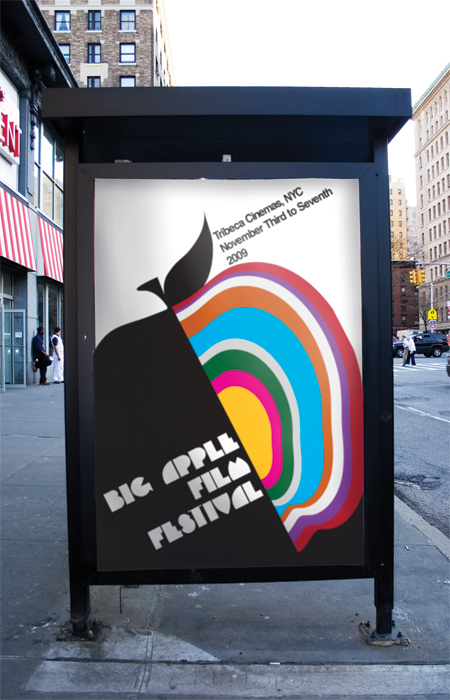 Tribeca Cinemas, NYC
November Third to Seventh
2009
BIG APPLE
FILM
FESTIVAL